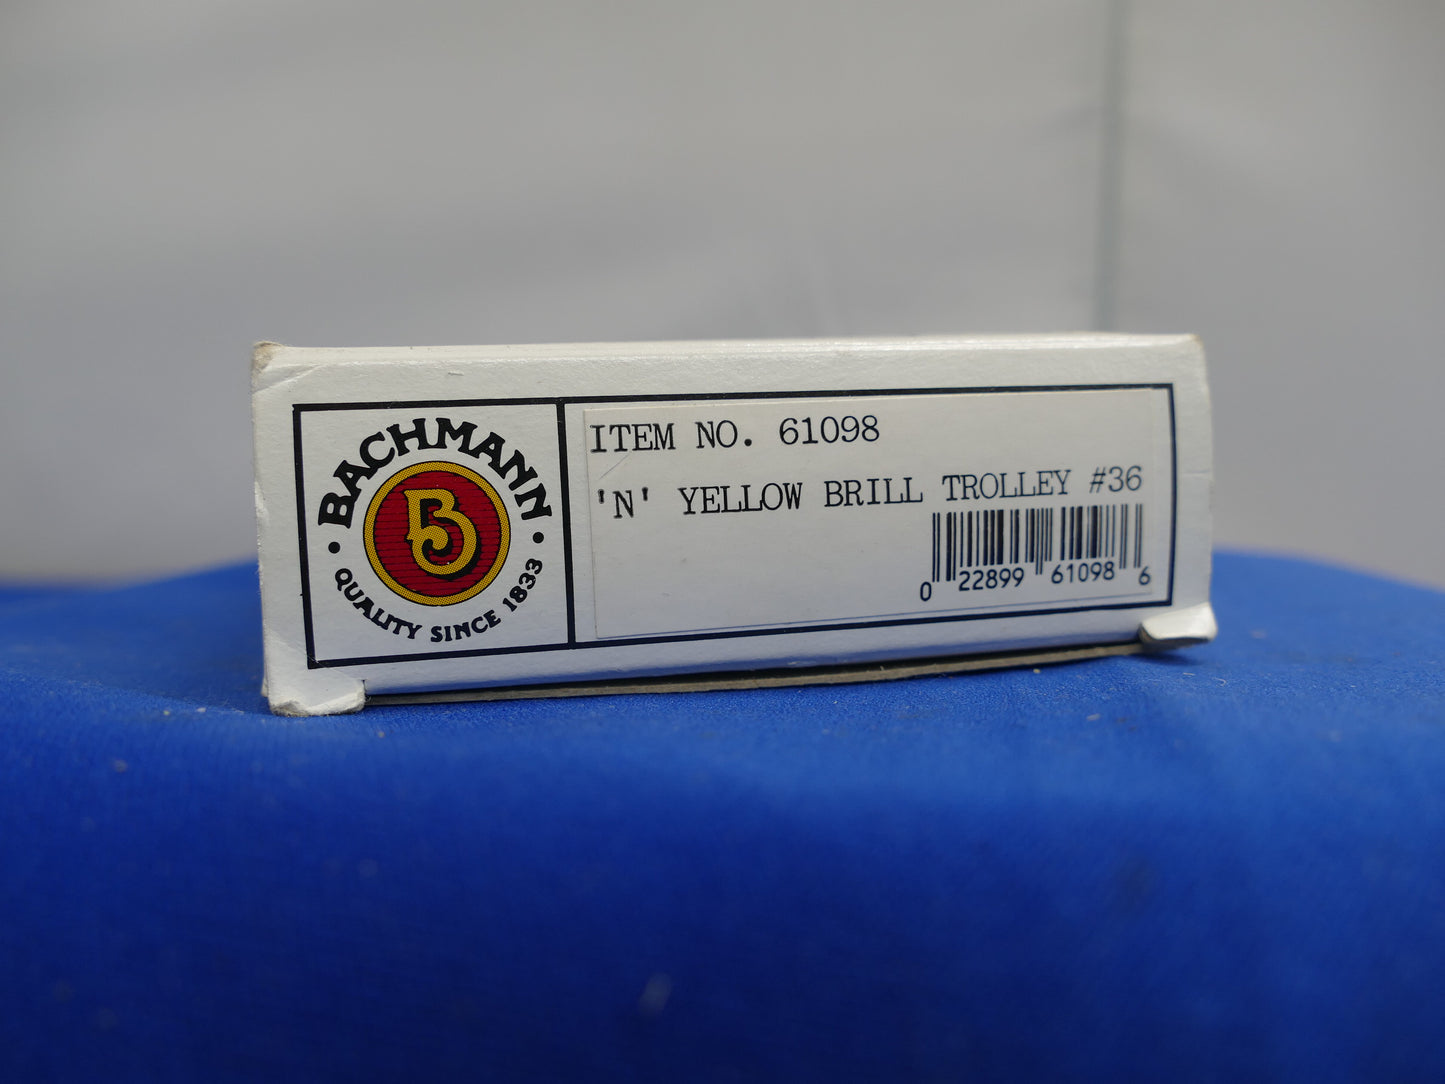 BACHMANN
B
• QUALITY SINCE 1833 •
ITEM NO. 61098
'N' YELLOW BRILL TROLLEY #36
0 22899 61098 6